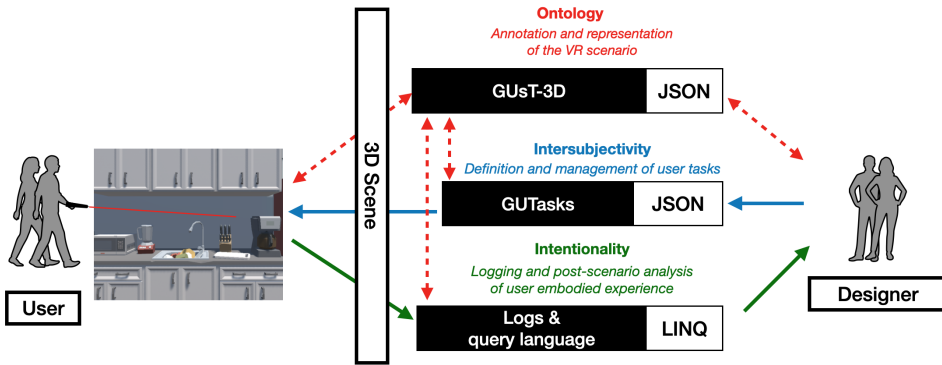 Ontology
Annotation and representation
of the VR scenario
GUsT-3D
JSON
3D Scene
Intersubjectivity
Definition and management of user tasks
GUTasks
JSON
Intentionality
Logging and post-scenario analysis
of user embodied experience
Logs &
query language
LINQ
User
Designer